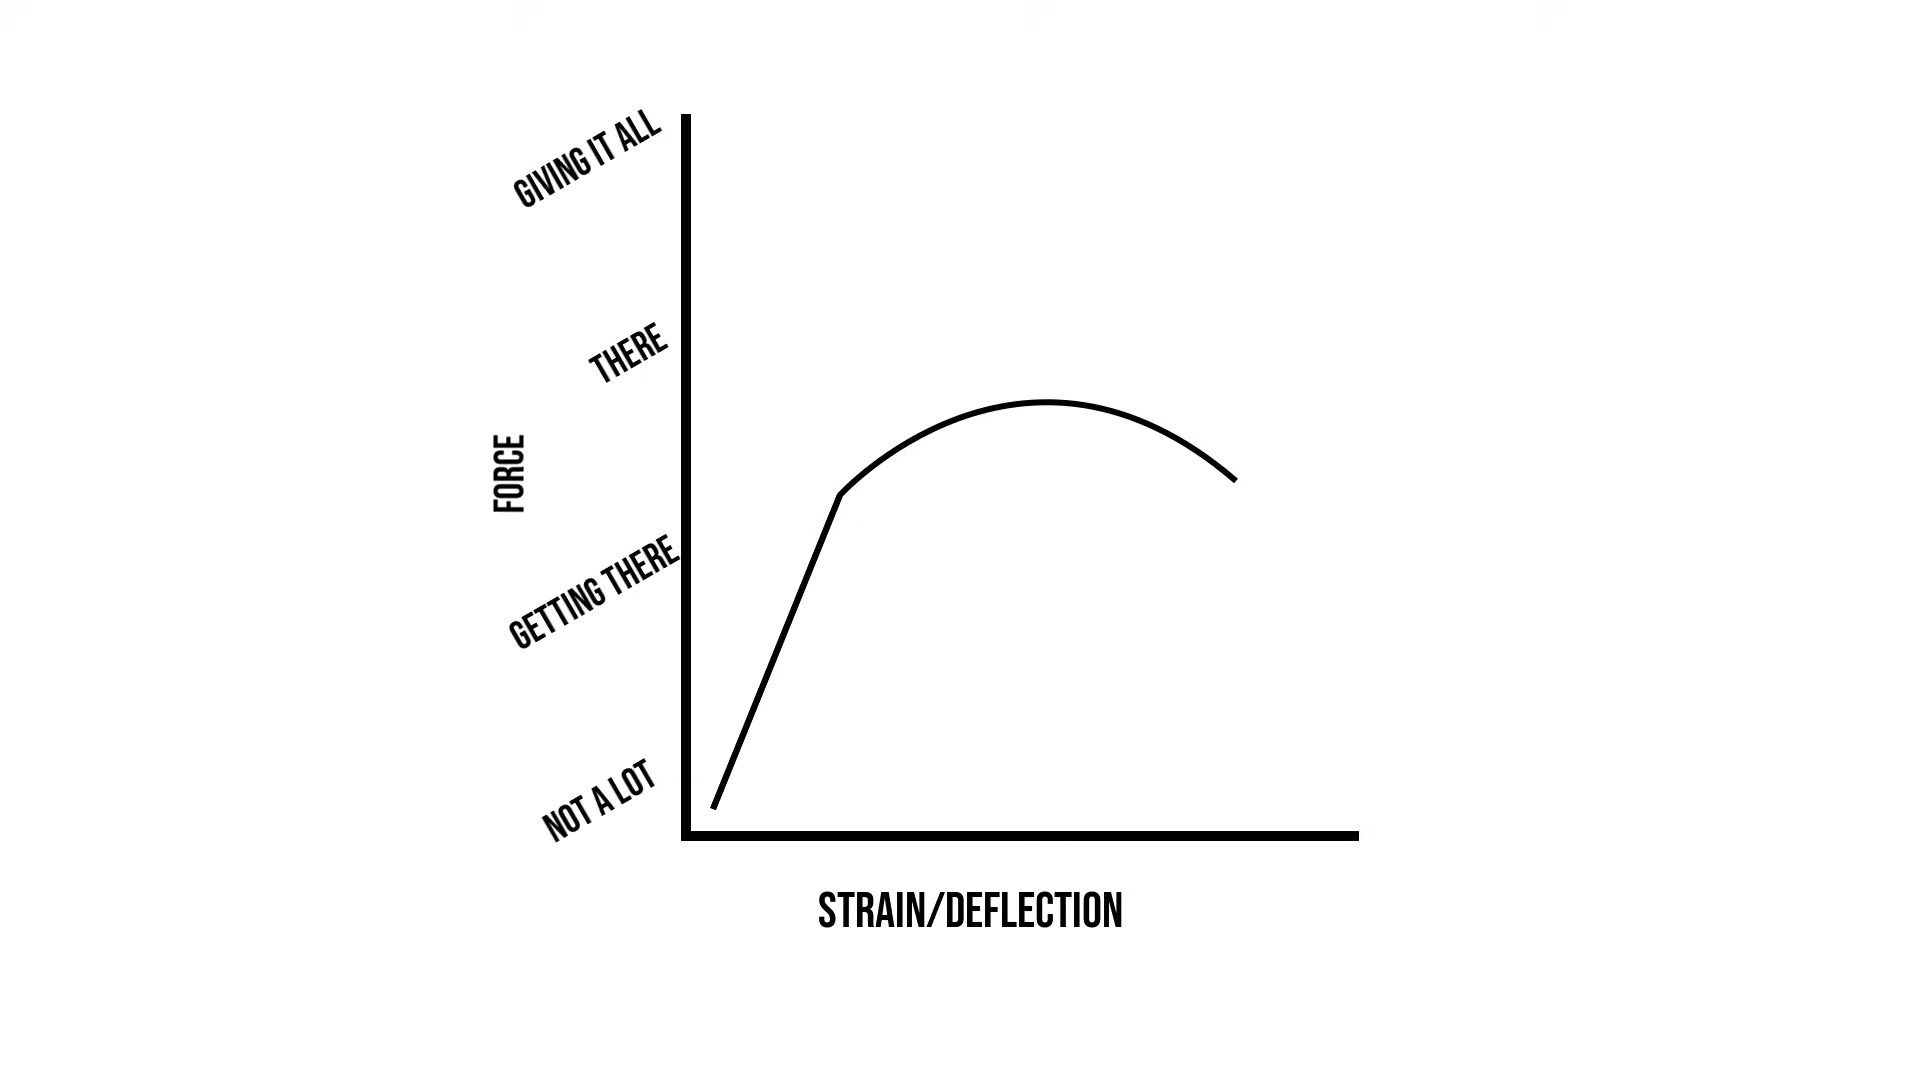 GIVING IT ALL
THERE
FORCE
GETTING THERE
NOT A LOT
STRAIN/DEFLECTION